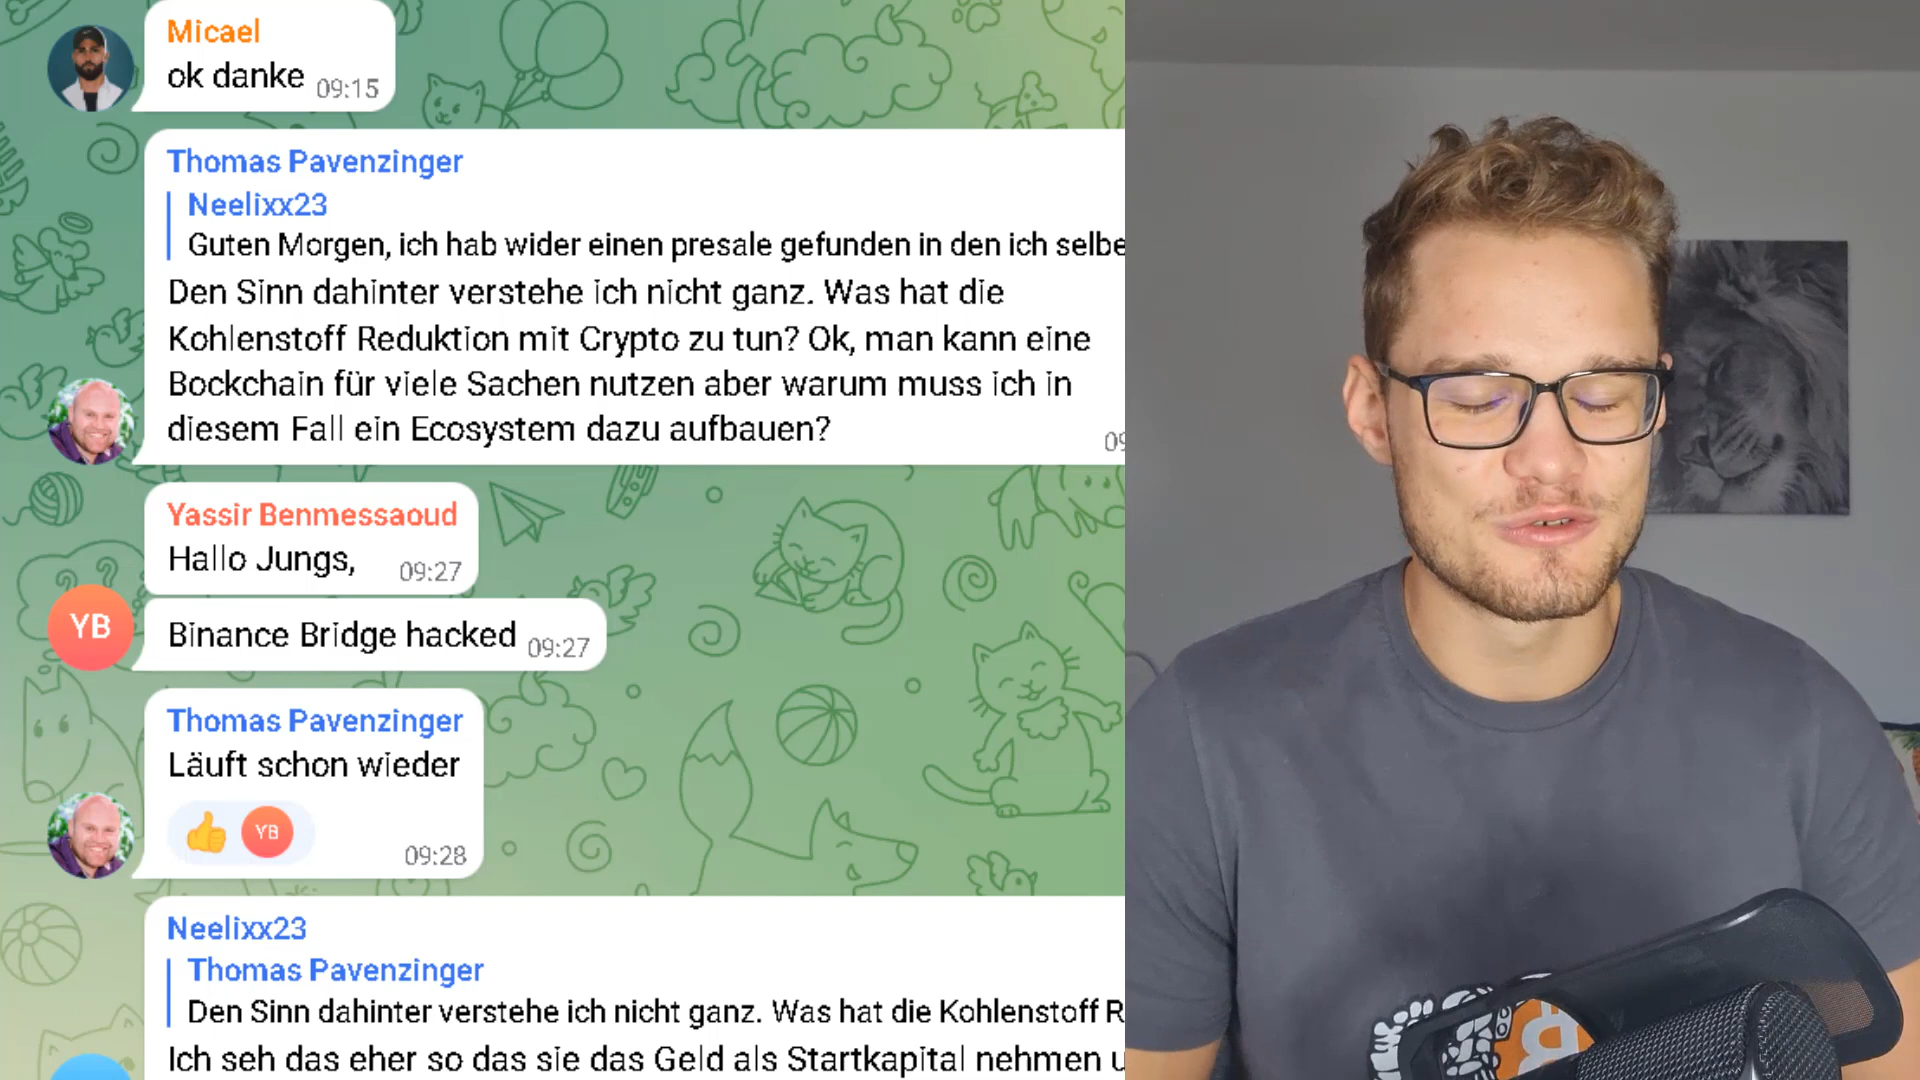 Micael
ok danke 09:15
Thomas Pavenzinger
Neelixx23
Guten Morgen, ich hab wider einen presale gefunden in den ich selbe
Den Sinn dahinter verstehe ich nicht ganz. Was hat die
Kohlenstoff Reduktion mit Crypto zu tun? Ok, man kann eine
Bockchain für viele Sachen nutzen aber warum muss ich in
diesem Fall ein Ecosystem dazu aufbauen?
09
Yassir Benmessaoud
Hallo Jungs, 09:27
YB
Binance Bridge hacked 09:27
Thomas Pavenzinger
Läuft schon wieder
YB
09:28
Neelixx23
Thomas Pavenzinger
Den Sinn dahinter verstehe ich nicht ganz. Was hat die Kohlenstoff R
Ich seh das eher so das sie das Geld als Startkapital nehmen u